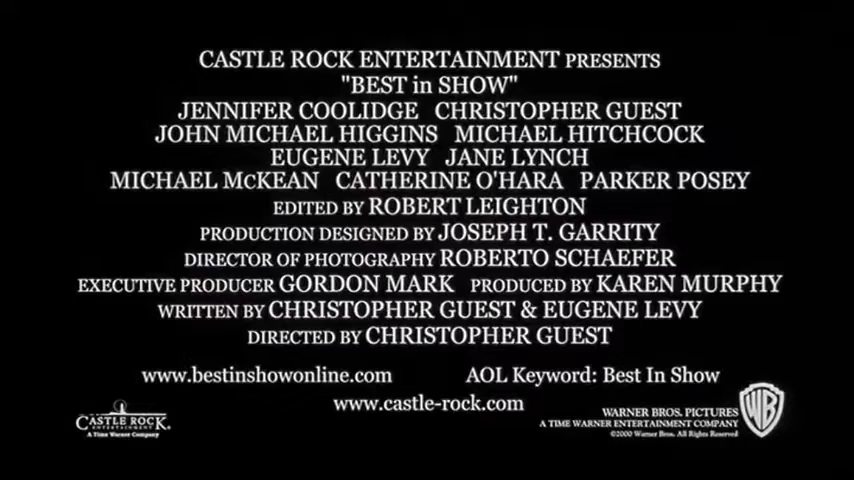 CASTLE ROCK ENTERTAINMENT PRESENTS
"BEST in SHOW"
JENNIFER COOLIDGE CHRISTOPHER GUEST
JOHN MICHAEL HIGGINS MICHAEL HITCHCOCK
EUGENE LEVY JANE LYNCH
MICHAEL McKEAN CATHERINE O'HARA PARKER POSEY
EDITED BY ROBERT LEIGHTON
PRODUCTION DESIGNED BY JOSEPH T. GARRITY
DIRECTOR OF PHOTOGRAPHY ROBERTO SCHAEFER
EXECUTIVE PRODUCER GORDON MARK PRODUCED BY KAREN MURPHY
WRITTEN BY CHRISTOPHER GUEST & EUGENE LEVY
DIRECTED BY CHRISTOPHER GUEST
www.bestinshowonline.com AOL Keyword: Best In Show
www.castle-rock.com
CASTLE ROCK
ENTERTAINMENT
A Time Warner Company
WARNER BROS. PICTURES
A TIME WARNER ENTERTAINMENT COMPANY
©2000 Warner Bros. All Rights Reserved
WB